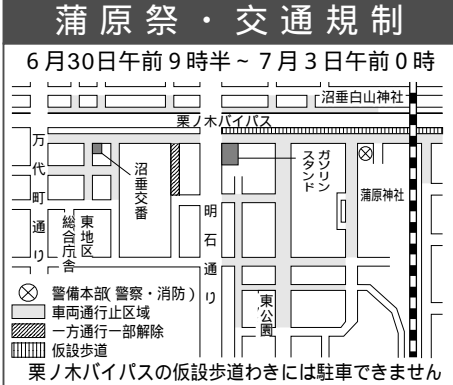 蒲原祭・交通規制
6月30日午前9時半~7月3日午前0時
沼垂白山神社
栗ノ木バイパス
万代町通り
沼垂交番
ガソリン
スタンド
蒲原神社
東地区
総合庁舎
明石通り
東公園
警備本部(警察・消防)
車両通行止区域
一方通行一部解除
仮設歩道
栗ノ木バイパスの仮設歩道わきには駐車できません